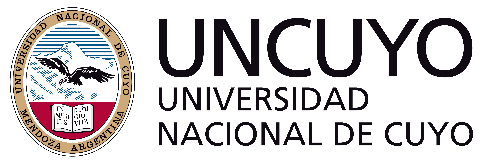 UNIVERSIDAD NACIONAL DE CUYO
MENDOZA ARGENTINA
UNCUYO
UNIVERSIDAD
NACIONAL DE CUYO